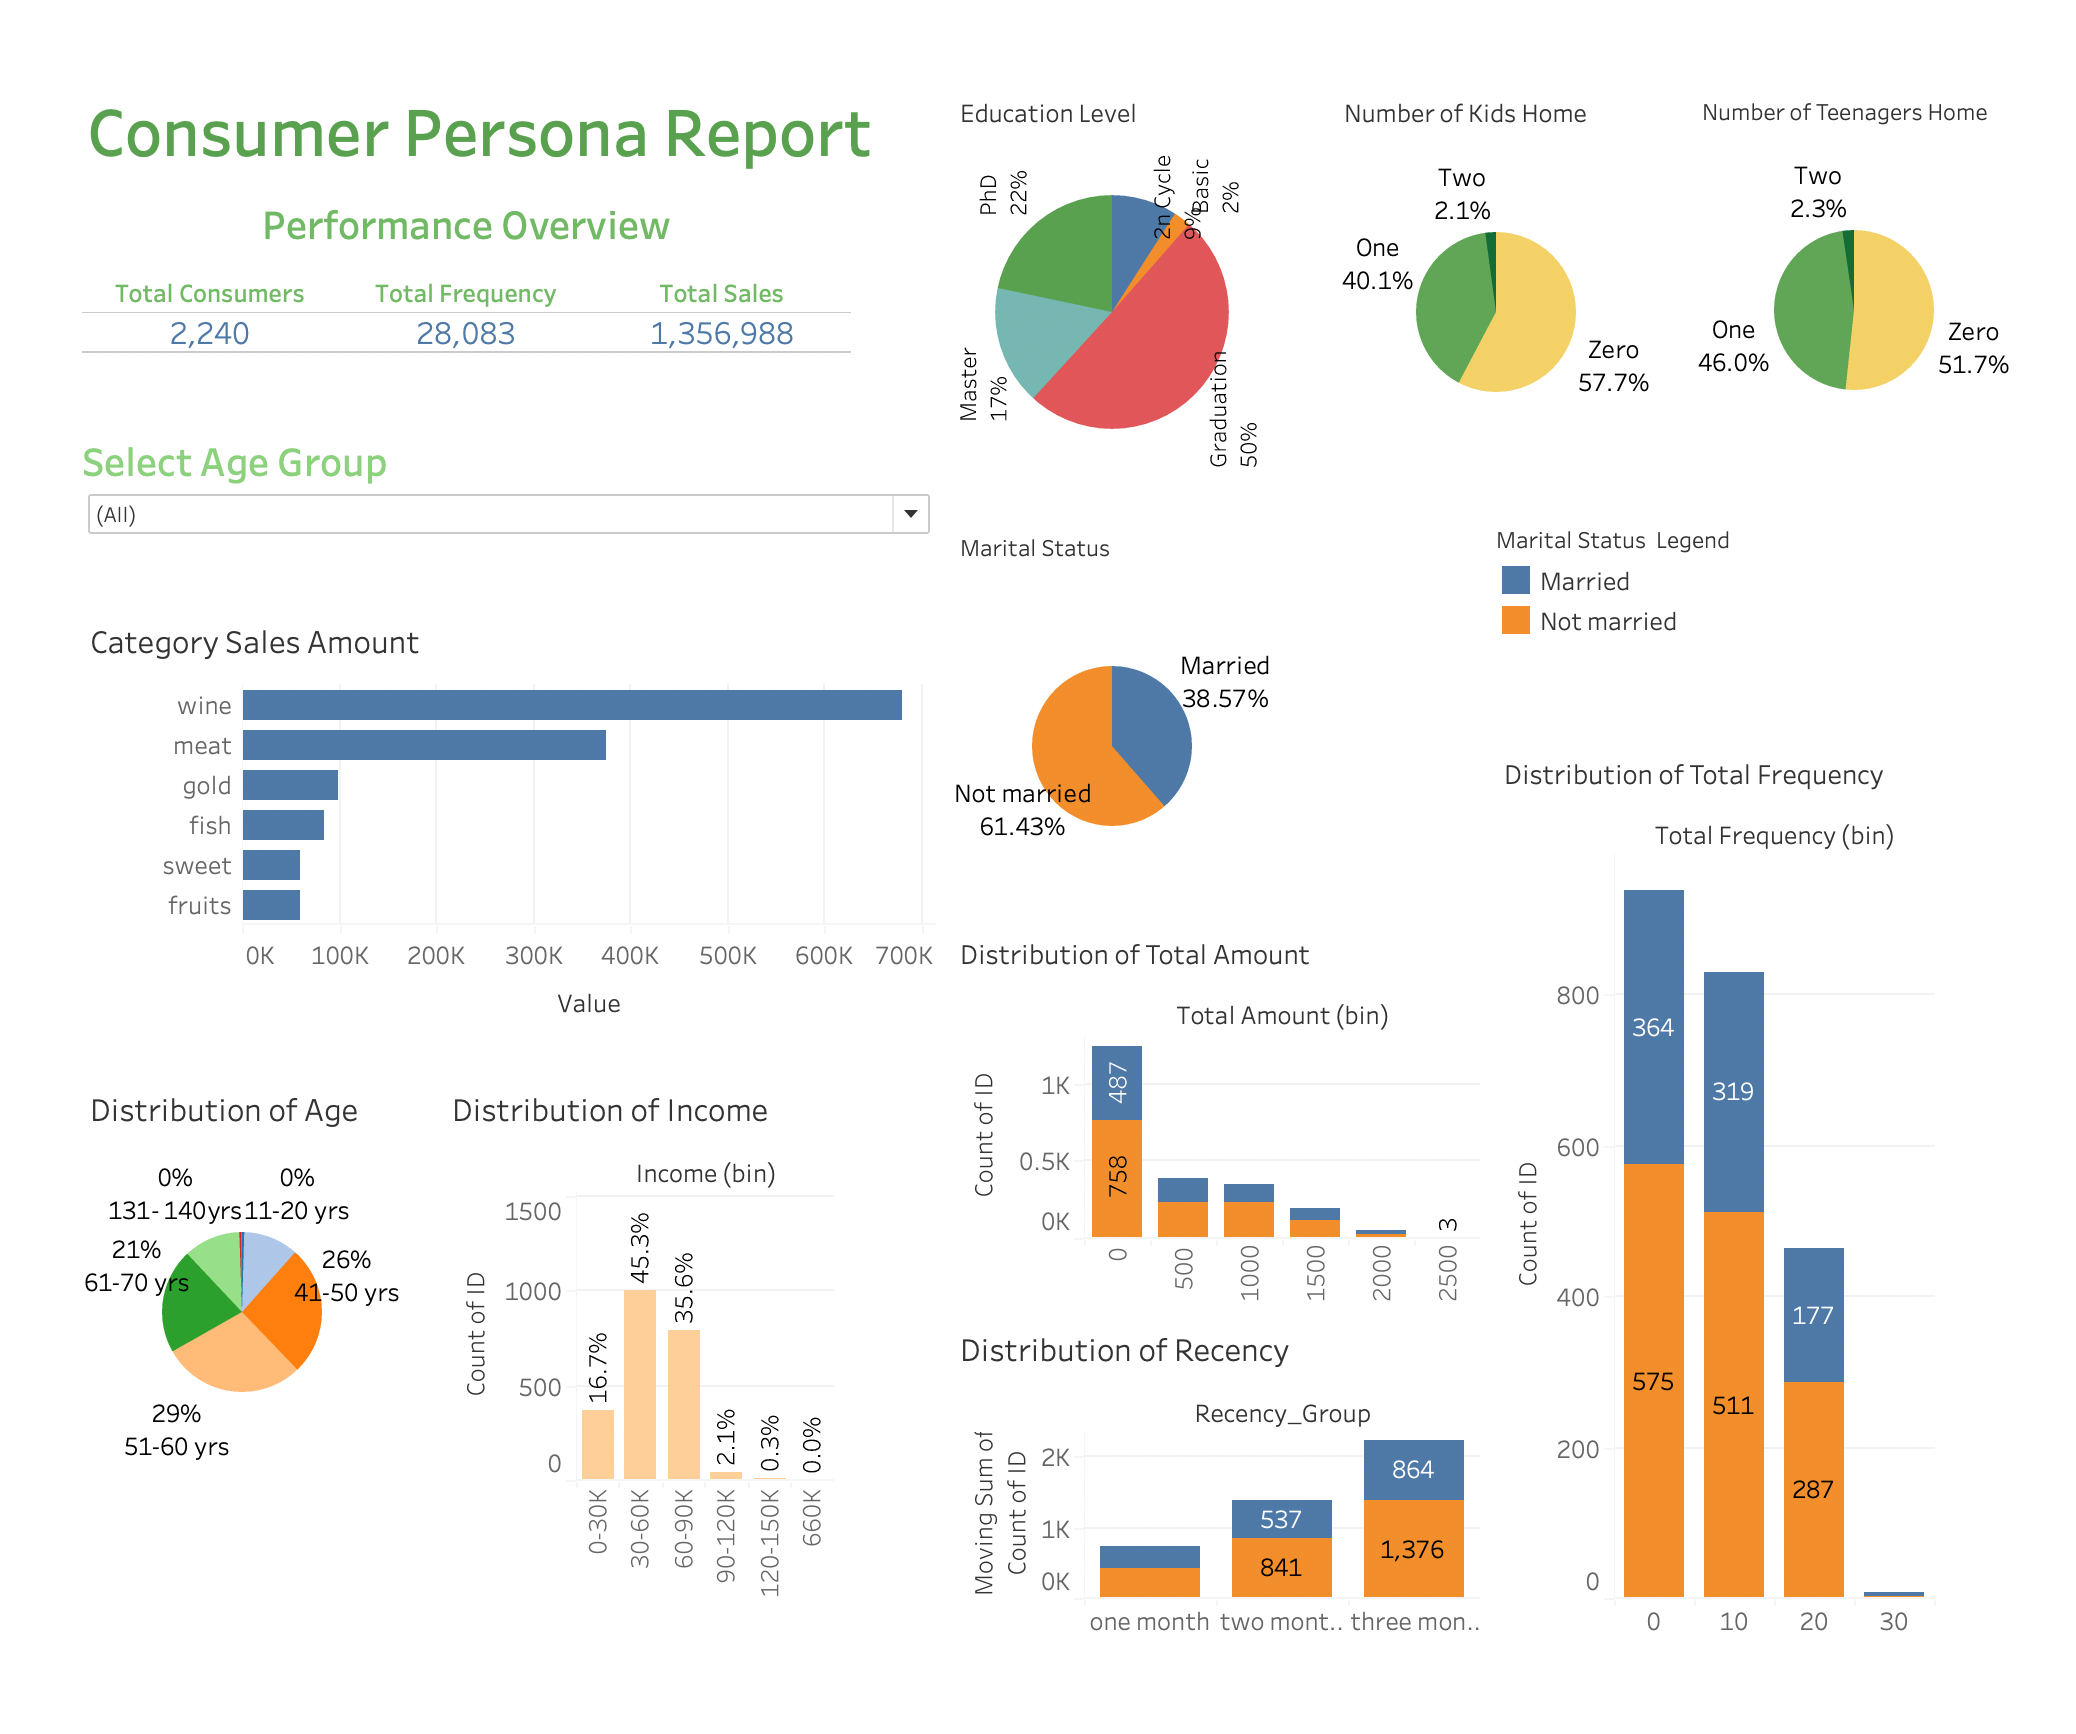 Consumer Persona Report
Performance Overview
Total Consumers Total Frequency Total Sales
2,240 28,083 1,356,988
Select Age Group
(All)
Category Sales Amount
wine
meat
gold
fish
sweet
fruits
0K 100K 200K 300K 400K 500K 600K 700K
Value
Distribution of Age
0%
131-140yrs
0%
11-20 yrs
21%
61-70 yrs
26%
41-50 yrs
29%
51-60 yrs
Distribution of Income
Income (bin)
Count of ID
1500
1000
500
0
16.7%
45.3%
35.6%
2.1%
0.3%
0.0%
0-30K
30-60K
60-90K
90-120K
120-150K
660K
Education Level
PhD
22%
2n Cycle
9%
Basic
2%
Master
17%
Graduation
50%
Number of Kids Home
Two
2.1%
One
40.1%
Zero
57.7%
Number of Teenagers Home
Two
2.3%
One
46.0%
Zero
51.7%
Marital Status
Married
38.57%
Not married
61.43%
Marital Status Legend
Married
Not married
Distribution of Total Amount
Total Amount (bin)
Count of ID
1K
0.5K
0K
487
758
3
0
500
1000
1500
2000
2500
Distribution of Recency
Recency_Group
Moving Sum of
Count of ID
2K
1K
0K
537
841
864
1,376
one month two mont.. three mon..
Distribution of Total Frequency
Total Frequency (bin)
Count of ID
800
600
400
200
0
364
575
319
511
177
287
0 10 20 30